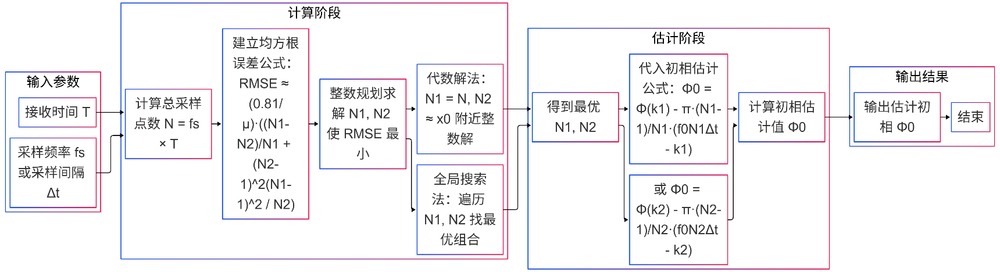 输入参数
接收时间 T
采样频率 fs
或采样间隔
Δt
计算阶段
计算总采样
点数 N = fs
× T
建立均方根
误差公式：
RMSE ≈
(0.81/
μ)·((N1-
N2)/N1 +
(N2-
1)^2(N1-
1)^2 / N2)
整数规划求
解 N1, N2
使 RMSE 最
小
代数解法：
N1 = N, N2
≈ x0 附近整
数解
全局搜索
法：遍历
N1, N2 找最
优组合
估计阶段
得到最优
N1, N2
代入初相估计
公式：Φ0 =
Φ(k1) - π·(N1-
1)/N1·(f0N1Δt
- k1)
或 Φ0 =
Φ(k2) - π·(N2-
1)/N2·(f0N2Δt
- k2)
计算初相估
计值 Φ0
输出结果
输出估计初
相 Φ0
结束